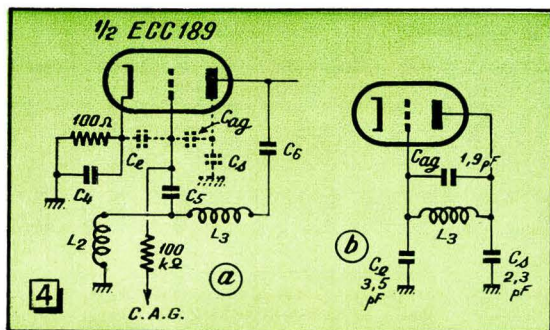 ½ ECC189
100Ω
Ce
Cag
Cs
C6
C4
C5
L2
L3
100
kΩ
C.A.G.
a
4
Cag
1,9pF
L3
Ce
3,5
pF
Cs
2,3
pF
b